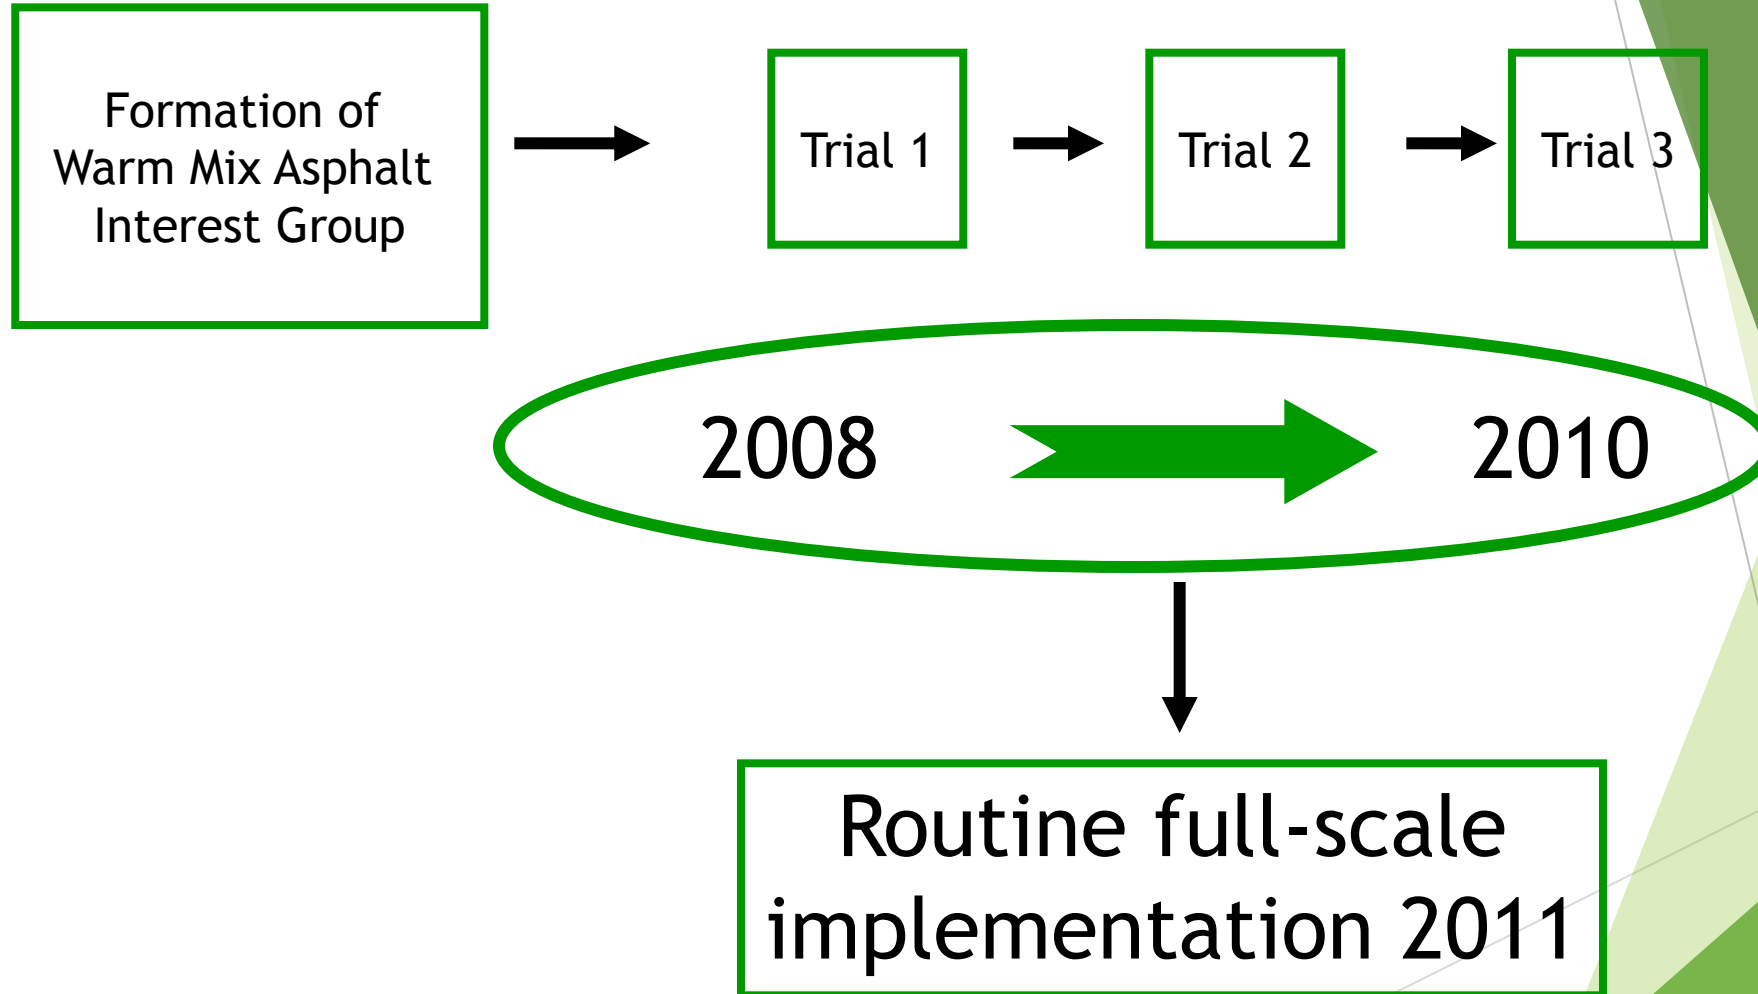 Formation of
Warm Mix Asphalt
Interest Group
Trial 1
Trial 2
Trial 3
2008
2010
Routine full-scale
implementation 2011